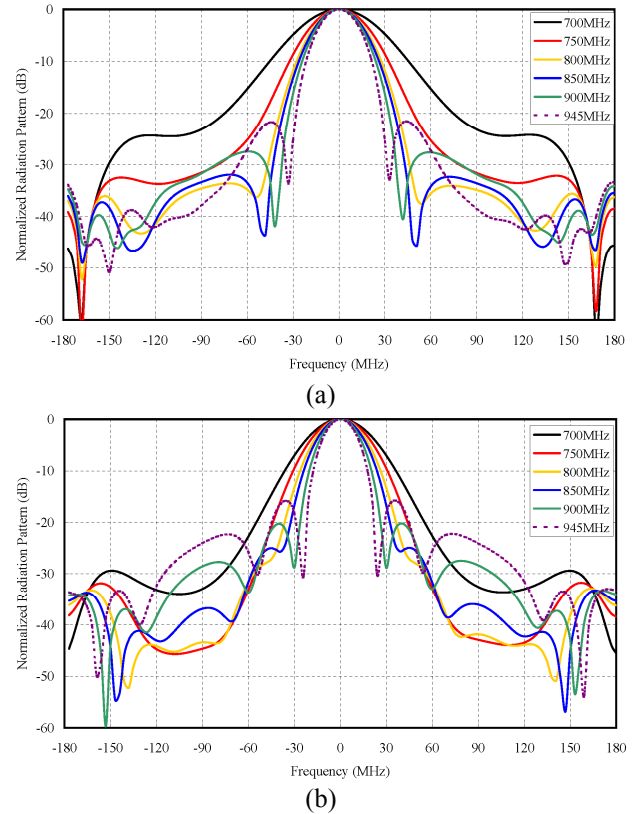 0
-10
-20
-30
-40
-50
-60
Normalized Radiation Pattern (dB)
700MHz
750MHz
800MHz
850MHz
900MHz
945MHz
-180 -150 -120 -90 -60 -30 0 30 60 90 120 150 180
Frequency (MHz)
(a)
0
-10
-20
-30
-40
-50
-60
Normalized Radiation Pattern (dB)
700MHz
750MHz
800MHz
850MHz
900MHz
945MHz
-180 -150 -120 -90 -60 -30 0 30 60 90 120 150 180
Frequency (MHz)
(b)